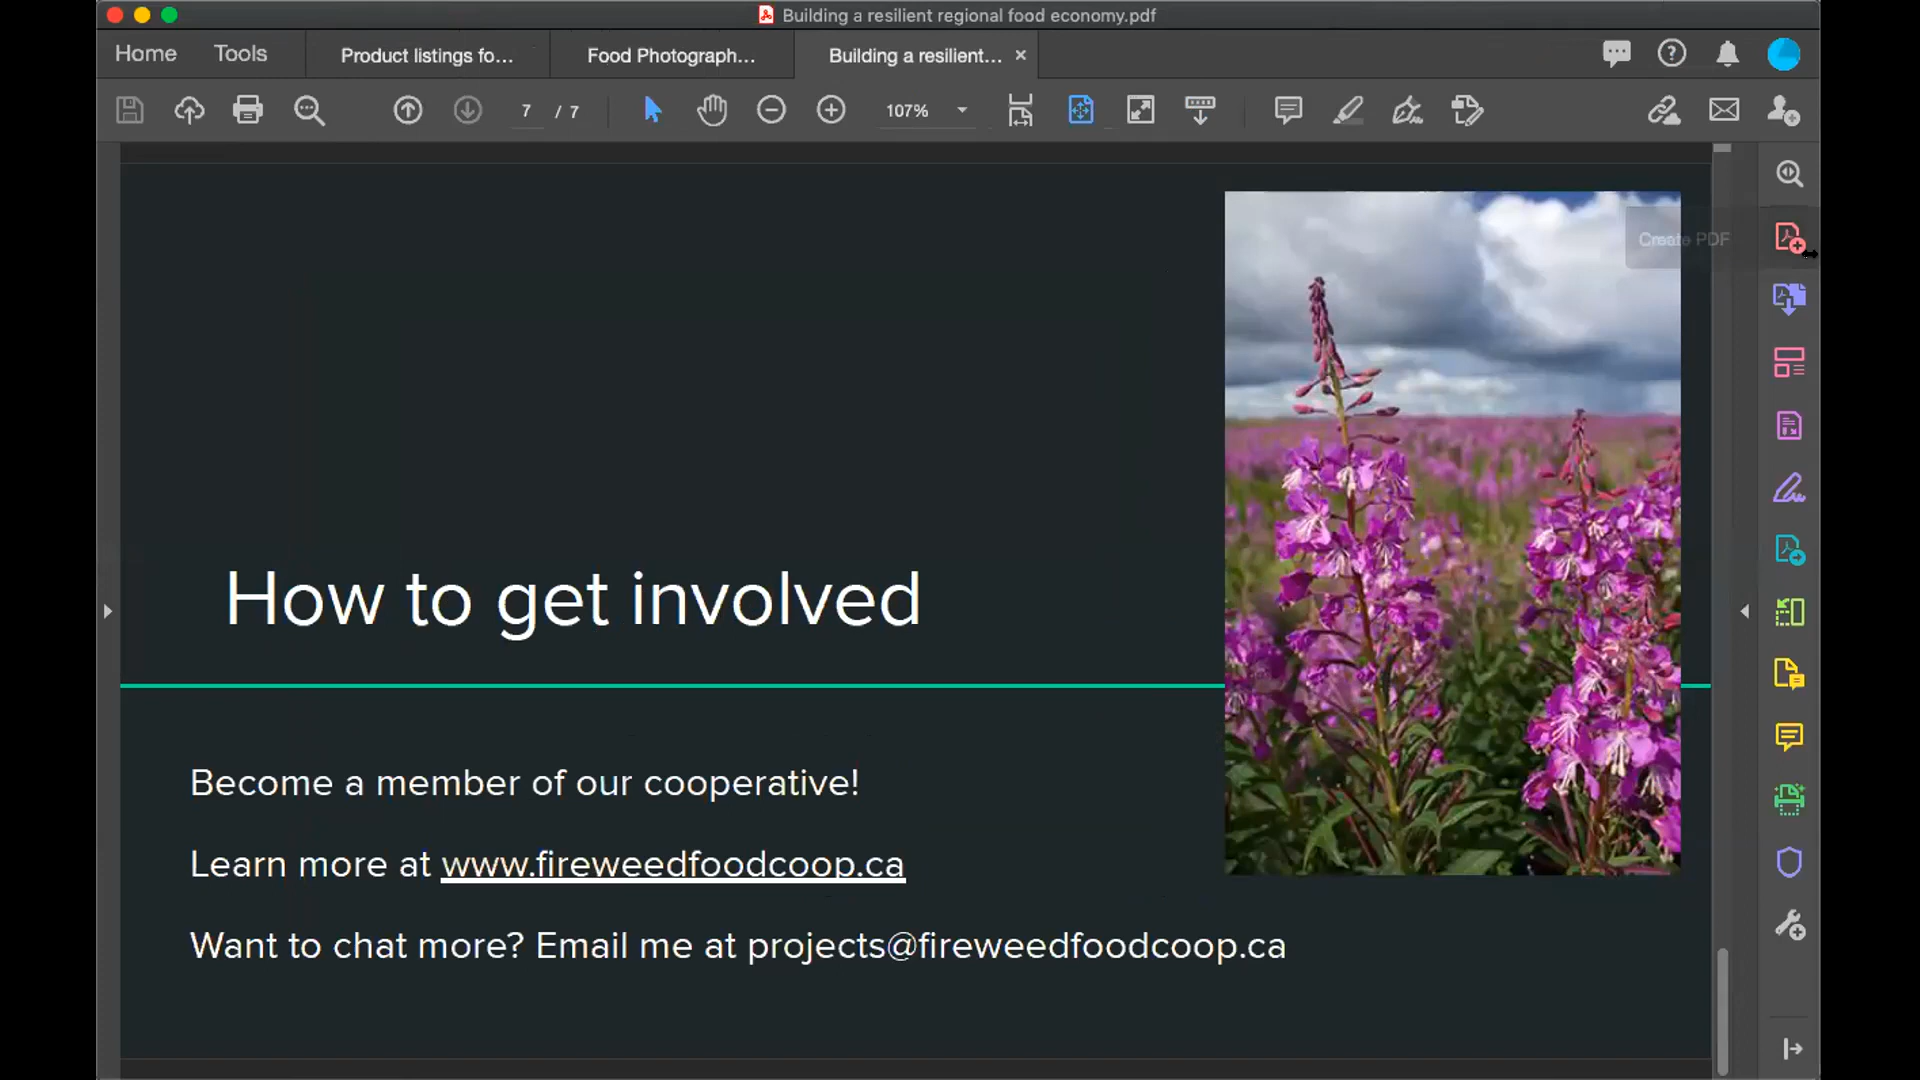 Building a resilient regional food economy.pdf
Home Tools Product listings fo... Food Photograph... Building a resilient...
7 / 7 107%
Create PDF
How to get involved
Become a member of our cooperative!
Learn more at www.fireweedfoodcoop.ca
Want to chat more? Email me at projects@fireweedfoodcoop.ca